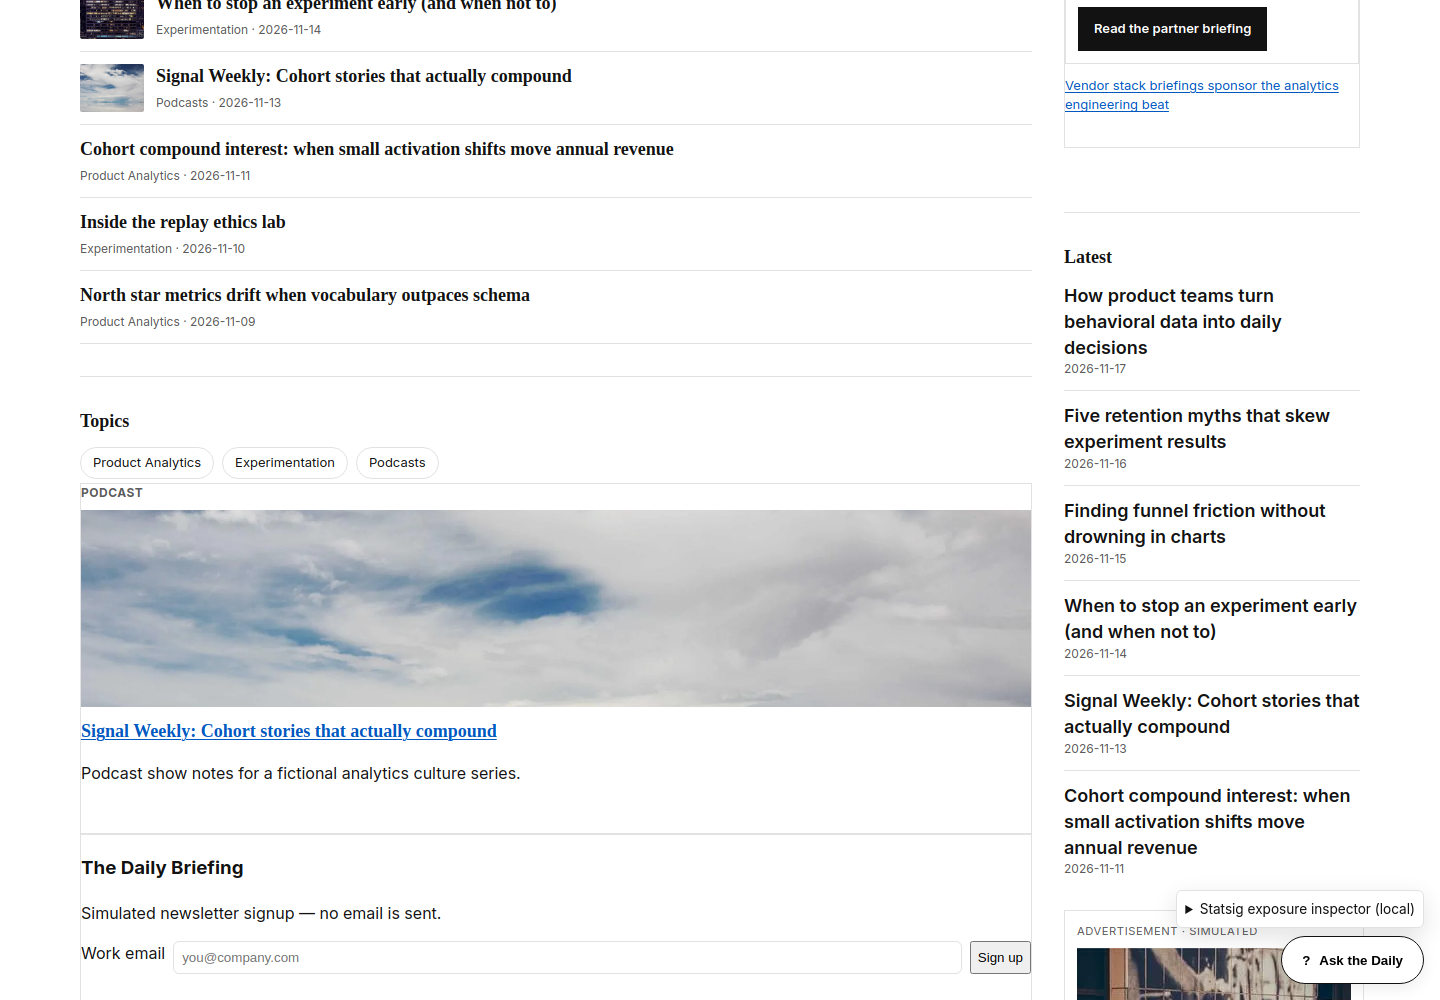 When to stop an experiment early (and when not to)
Experimentation · 2026-11-14
Signal Weekly: Cohort stories that actually compound
Podcasts · 2026-11-13
Cohort compound interest: when small activation shifts move annual revenue
Product Analytics · 2026-11-11
Inside the replay ethics lab
Experimentation · 2026-11-10
North star metrics drift when vocabulary outpaces schema
Product Analytics · 2026-11-09
Topics
Product Analytics
Experimentation
Podcasts
PODCAST
Signal Weekly: Cohort stories that actually compound
Podcast show notes for a fictional analytics culture series.
The Daily Briefing
Simulated newsletter signup — no email is sent.
Work email
you@company.com
Sign up
Read the partner briefing
Vendor stack briefings sponsor the analytics
engineering beat
Latest
How product teams turn
behavioral data into daily
decisions
2026-11-17
Five retention myths that skew
experiment results
2026-11-16
Finding funnel friction without
drowning in charts
2026-11-15
When to stop an experiment early
(and when not to)
2026-11-14
Signal Weekly: Cohort stories that
actually compound
2026-11-13
Cohort compound interest: when
small activation shifts move
annual revenue
2026-11-11
Statsig exposure inspector (local)
ADVERTISEMENT · SIMULATED
? Ask the Daily